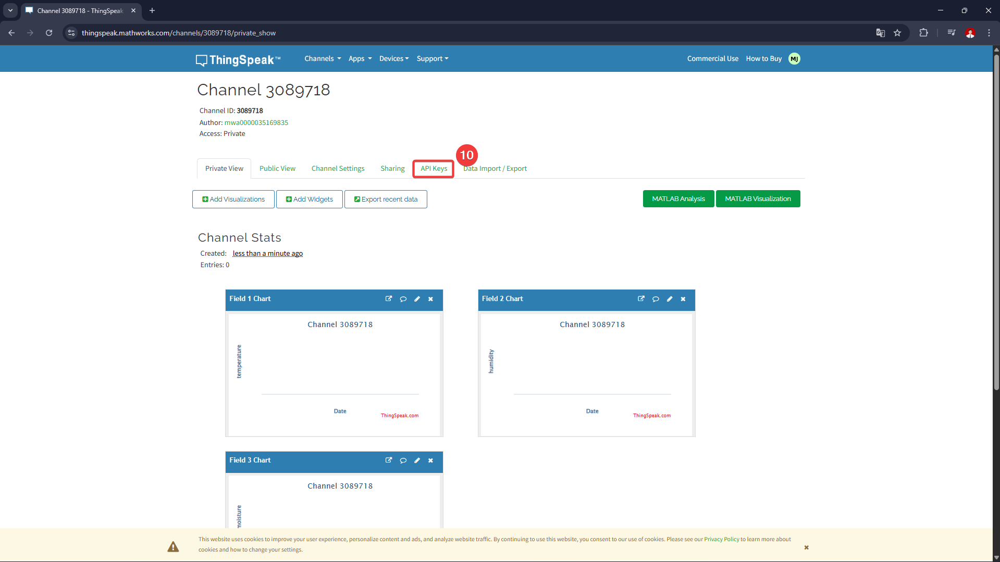 Channel 3089718 - ThingSpeak
thingspeak.mathworks.com/channels/3089718/private_show
ThingSpeak™ Channels Apps Devices Support Commercial Use How to Buy MJ
Channel 3089718
Channel ID: 3089718
Author: mwa0000035169835
Access: Private
10
Private View Public View Channel Settings Sharing API Keys Data Import / Export
Add Visualizations Add Widgets Export recent data MATLAB Analysis MATLAB Visualization
Channel Stats
Created: less than a minute ago
Entries: 0
Field 1 Chart
Channel 3089718
temperature
Date
ThingSpeak.com
Field 2 Chart
Channel 3089718
humidity
Date
ThingSpeak.com
Field 3 Chart
Channel 3089718
moisture
This website uses cookies to improve your user experience, personalize content and ads, and analyze website traffic. By continuing to use this website, you consent to our use of cookies. Please see our Privacy Policy to learn more about
cookies and how to change your settings.